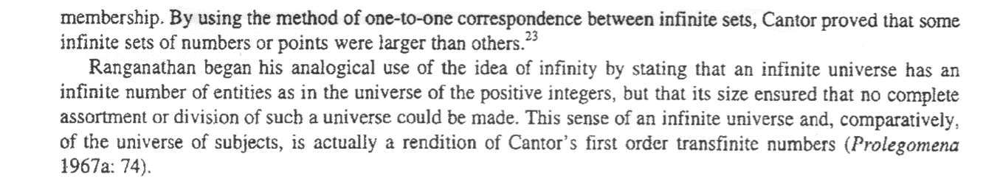 membership. By using the method of one-to-one correspondence between infinite sets, Cantor proved that some
infinite sets of numbers or points were larger than others.23
Ranganathan began his analogical use of the idea of infinity by stating that an infinite universe has an
infinite number of entities as in the universe of the positive integers, but that its size ensured that no complete
assortment or division of such a universe could be made. This sense of an infinite universe and, comparatively,
of the universe of subjects, is actually a rendition of Cantor's first order transfinite numbers (Prolegomena
1967a: 74).